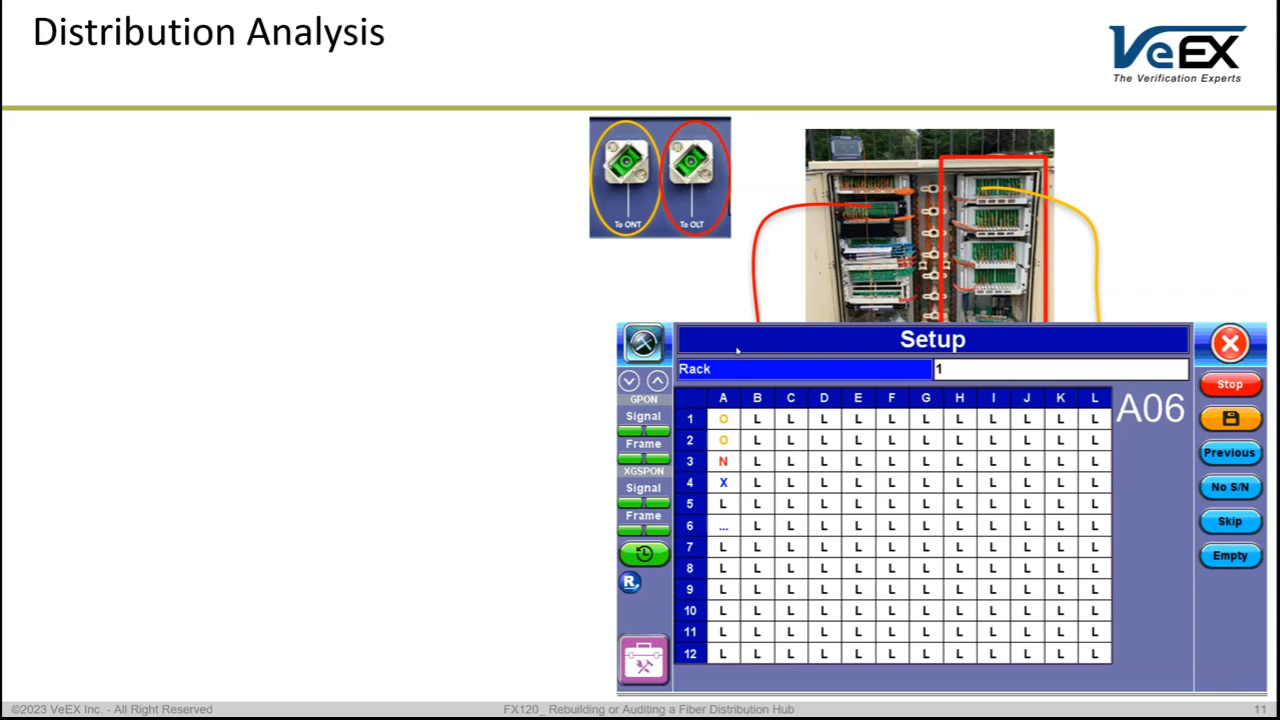 Distribution Analysis
VeEX
The Verification Experts
To ONT To OLT
Setup
Rack 1
A B C D E F G H I J K L
1 O L L L L L L L L L L L
2 O L L L L L L L L L L L
3 N L L L L L L L L L L L
4 X L L L L L L L L L L L
5 L L L L L L L L L L L L
6 ... L L L L L L L L L L L
7 L L L L L L L L L L L L
8 L L L L L L L L L L L L
9 L L L L L L L L L L L L
10 L L L L L L L L L L L L
11 L L L L L L L L L L L L
12 L L L L L L L L L L L L
A06
GPON
Signal
Frame
XGSPON
Signal
Frame
R
Stop
Previous
No S/N
Skip
Empty
©2023 VeEX Inc. - All Right Reserved
FX120_ Rebuilding or Auditing a Fiber Distribution Hub
11